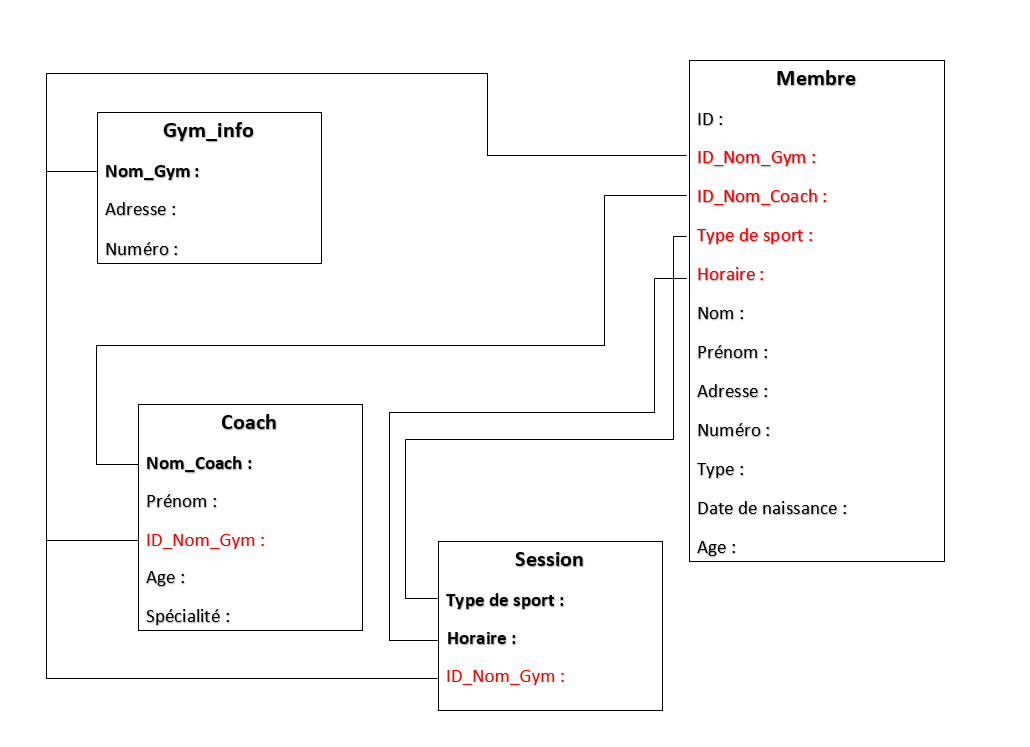 Gym_info
Nom_Gym :
Adresse :
Numéro :
Membre
ID :
ID_Nom_Gym :
ID_Nom_Coach :
Type de sport :
Horaire :
Nom :
Prénom :
Adresse :
Numéro :
Type :
Date de naissance :
Age :
Coach
Nom_Coach :
Prénom :
ID_Nom_Gym :
Age :
Spécialité :
Session
Type de sport :
Horaire :
ID_Nom_Gym :